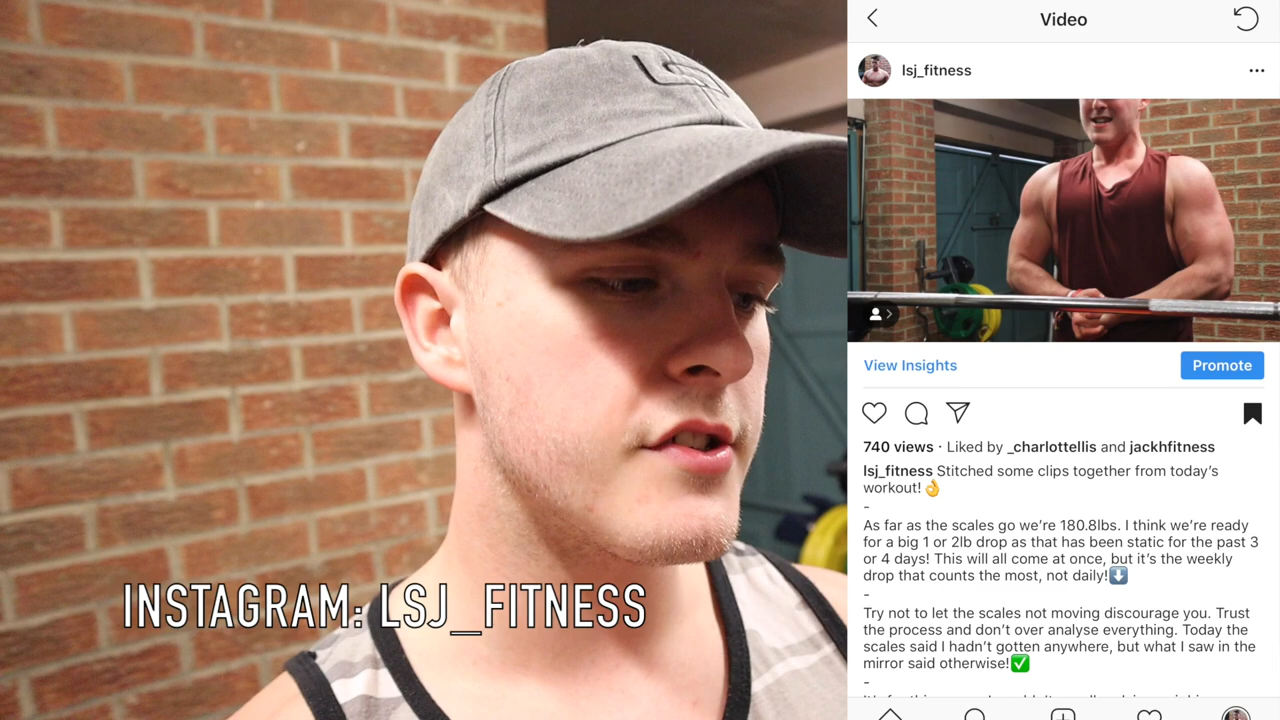 INSTAGRAM: LSJ_FITNESS
Video
lsj_fitness
View Insights
Promote
740 views · Liked by _charlottellis and jackhfitness
lsj_fitness Stitched some clips together from today's
workout!👌
-
As far as the scales go we're 180.8lbs. I think we're ready
for a big 1 or 2lb drop as that has been static for the past 3
or 4 days! This will all come at once, but it's the weekly
drop that counts the most, not daily!⬇️
-
Try not to let the scales not moving discourage you. Trust
the process and don't over analyse everything. Today the
scales said I hadn't gotten anywhere, but what I saw in the
mirror said otherwise!✅
-